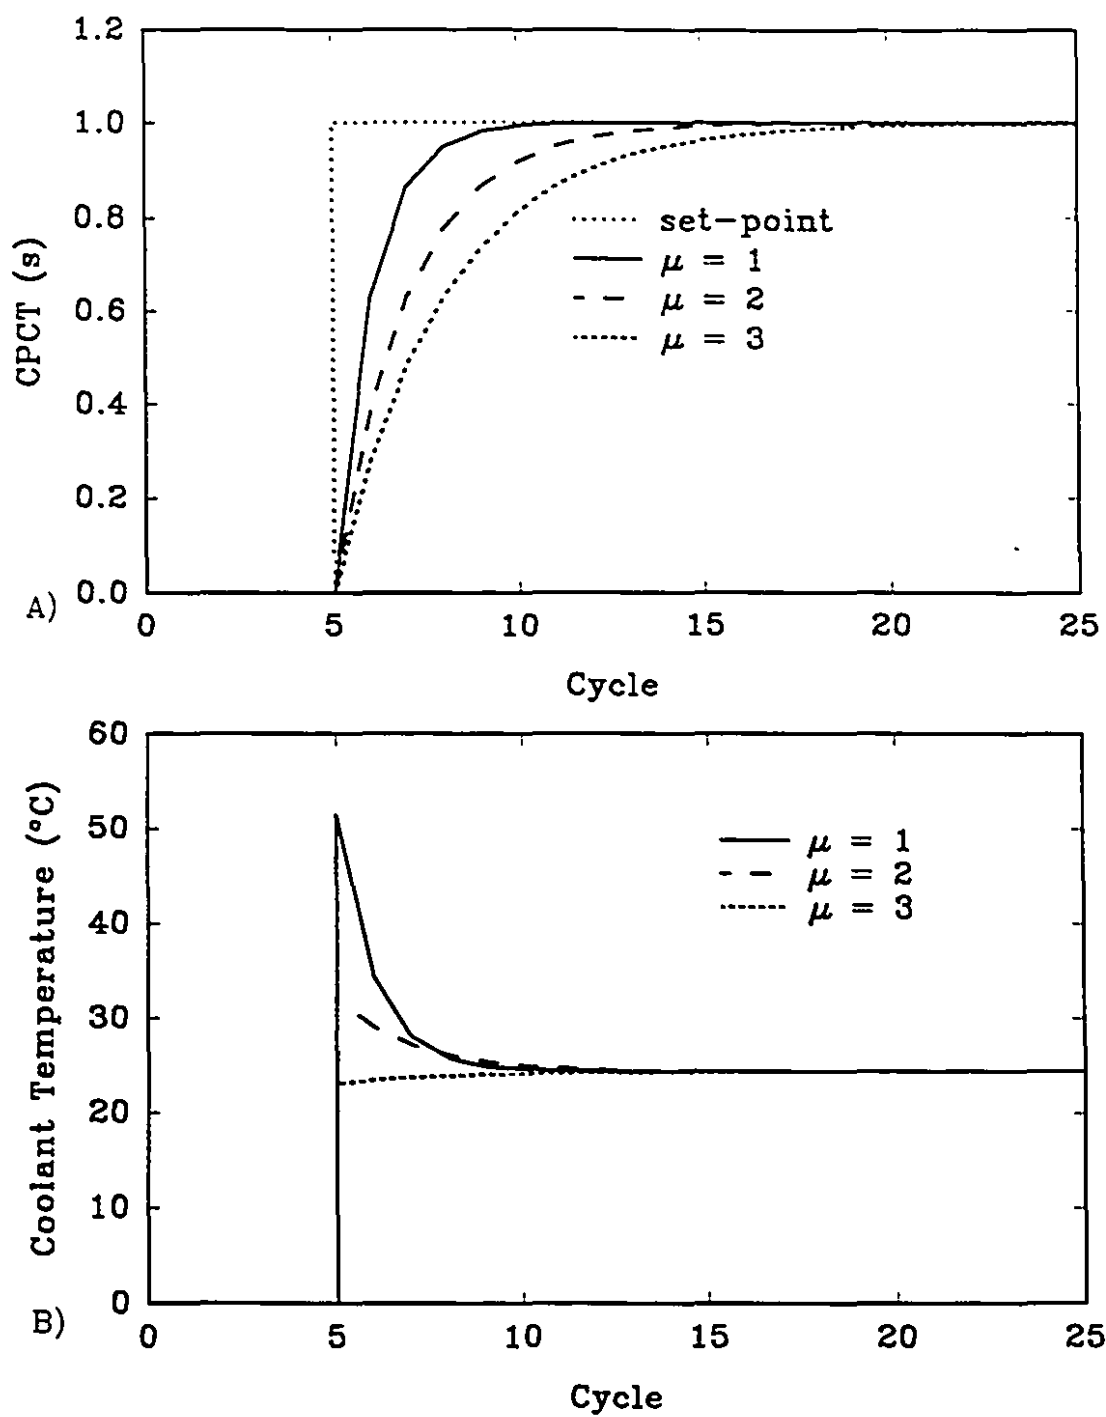 1.2
1.0
0.8
0.6
0.4
0.2
0.0
CPCT (s)
set-point
μ = 1
μ = 2
μ = 3
A)
0 5 10 15 20 25
Cycle
60
50
40
30
20
10
0
Coolant Temperature (°C)
μ = 1
μ = 2
μ = 3
B)
0 5 10 15 20 25
Cycle